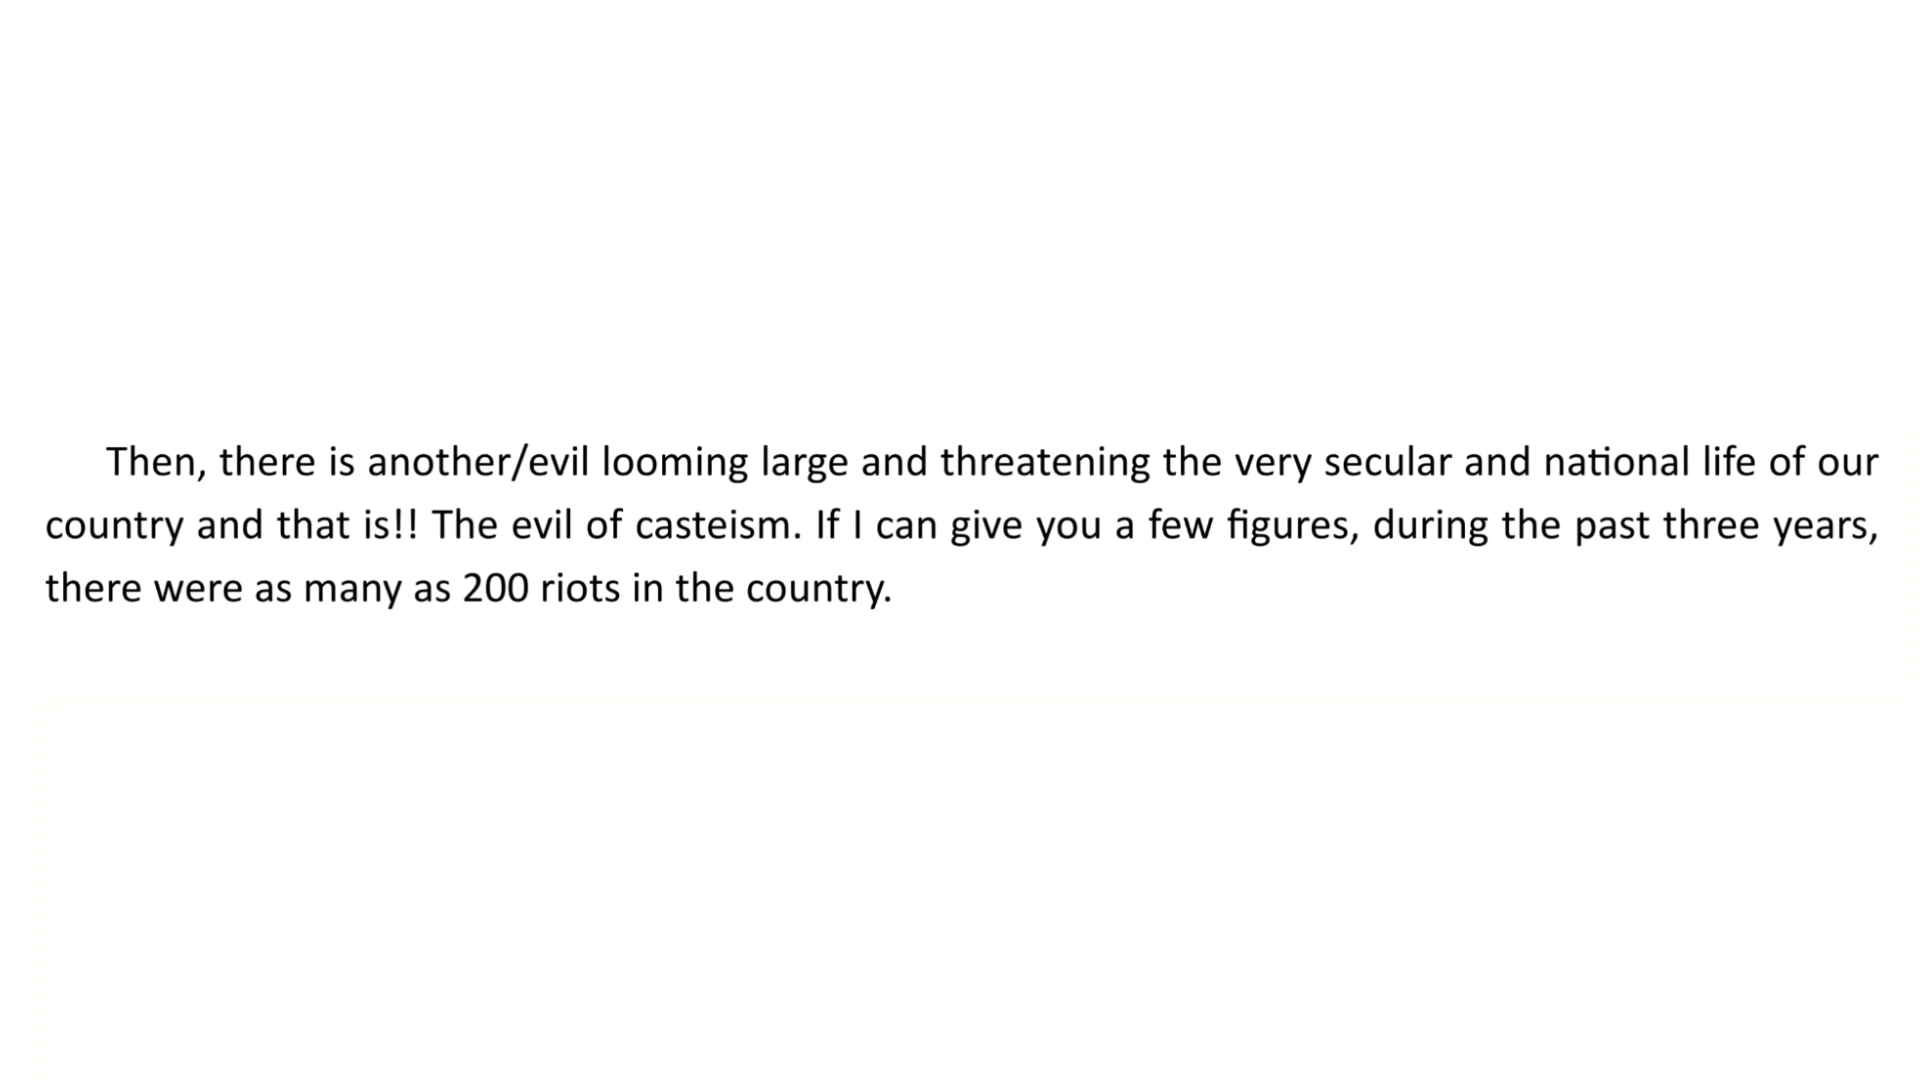 Then, there is another/evil looming large and threatening the very secular and national life of our
country and that is!! The evil of casteism. If I can give you a few figures, during the past three years,
there were as many as 200 riots in the country.